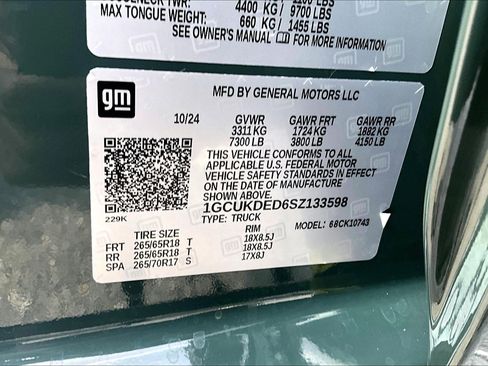 4400 KG / 9700 LBS
MAX TONGUE WEIGHT: 660 KG / 1455 LBS
SEE OWNER'S MANUAL gm FOR MORE INFORMATION
gm
MFD BY GENERAL MOTORS LLC
10/24 GVWR GAWR FRT GAWR RR
3311 KG 1724 KG 1882 KG
7300 LB 3800 LB 4150 LB
THIS VEHICLE CONFORMS TO ALL
APPLICABLE U.S. FEDERAL MOTOR
VEHICLE SAFETY STANDARDS IN EFFECT
ON THE DATE OF MANUFACTURE SHOWN ABOVE.
1GCUKDED6SZ133598
229K
TYPE: TRUCK MODEL: 68CK10743
TIRE SIZE RIM
FRT 265/65R18 T 18X8.5J
RR 265/65R18 T 18X8.5J
SPA 265/70R17 S 17X8J